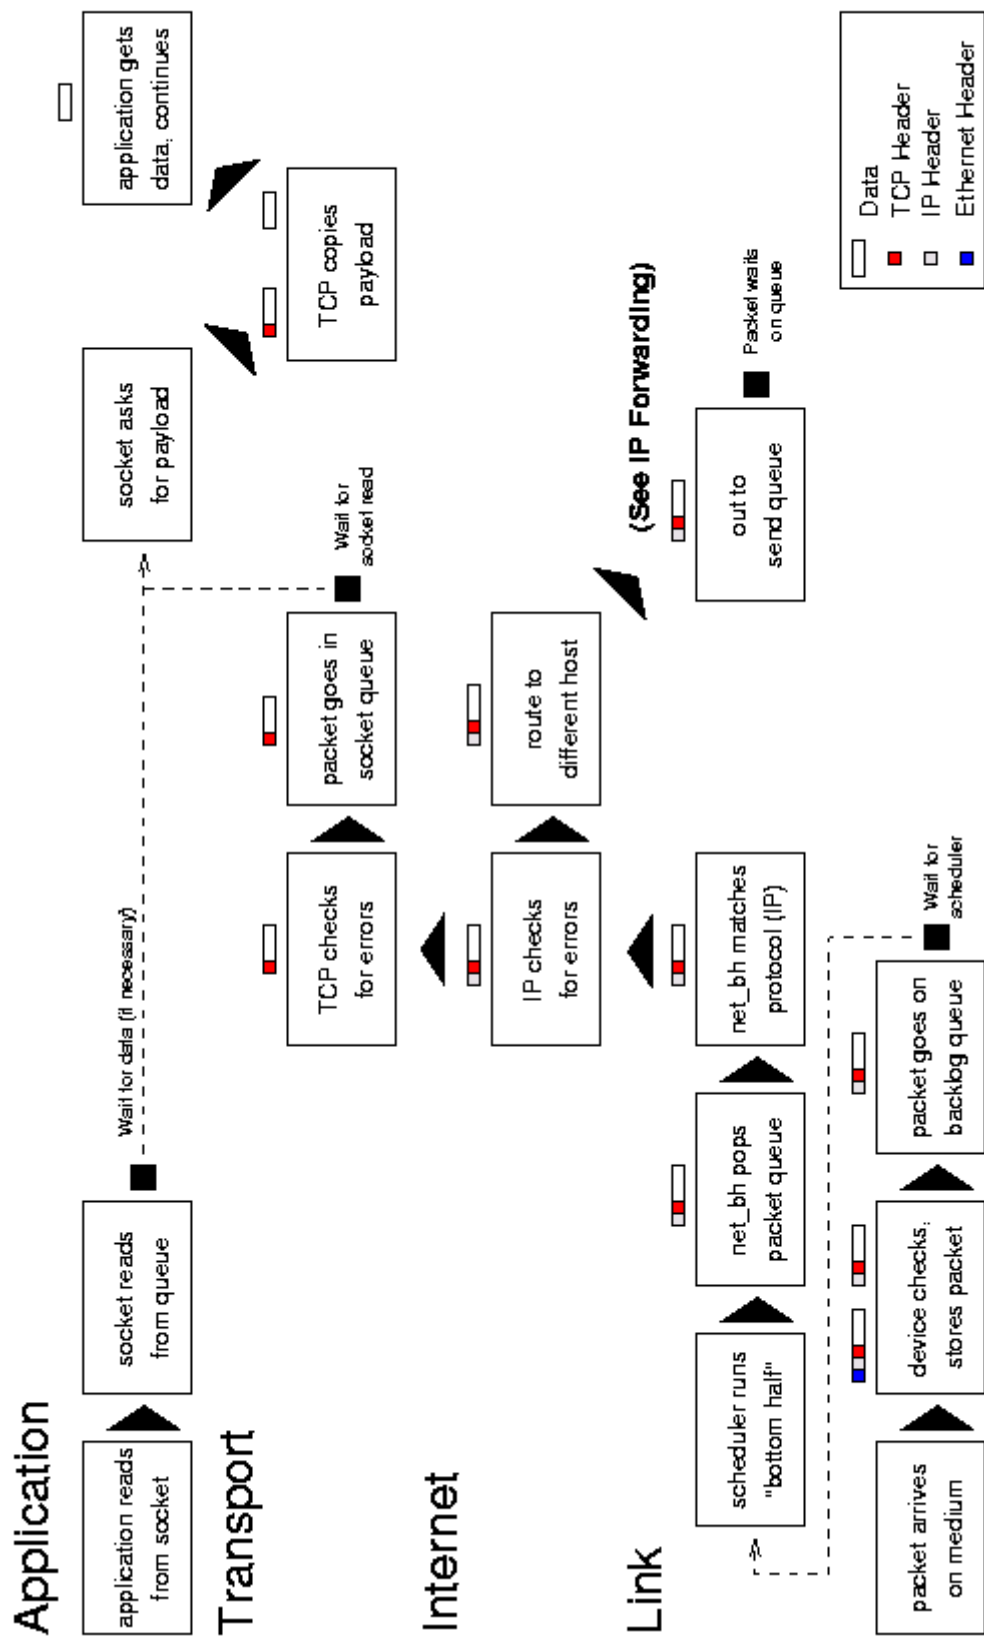 Application
application reads
from socket
socket reads
from queue
Wait for data (if necessary)
socket asks
for payload
application gets
data, continues
Transport
TCP checks
for errors
packet goes in
socket queue
Wait for
socket read
TCP copies
payload
Internet
IP checks
for errors
route to
different host
(See IP Forwarding)
Link
scheduler runs
"bottom half"
net_bh pops
packet queue
net_bh matches
protocol (IP)
out to
send queue
Packet waits
on queue
packet arrives
on medium
device checks,
stores packet
packet goes on
backlog queue
Wait for
scheduler
Data
TCP Header
IP Header
Ethernet Header